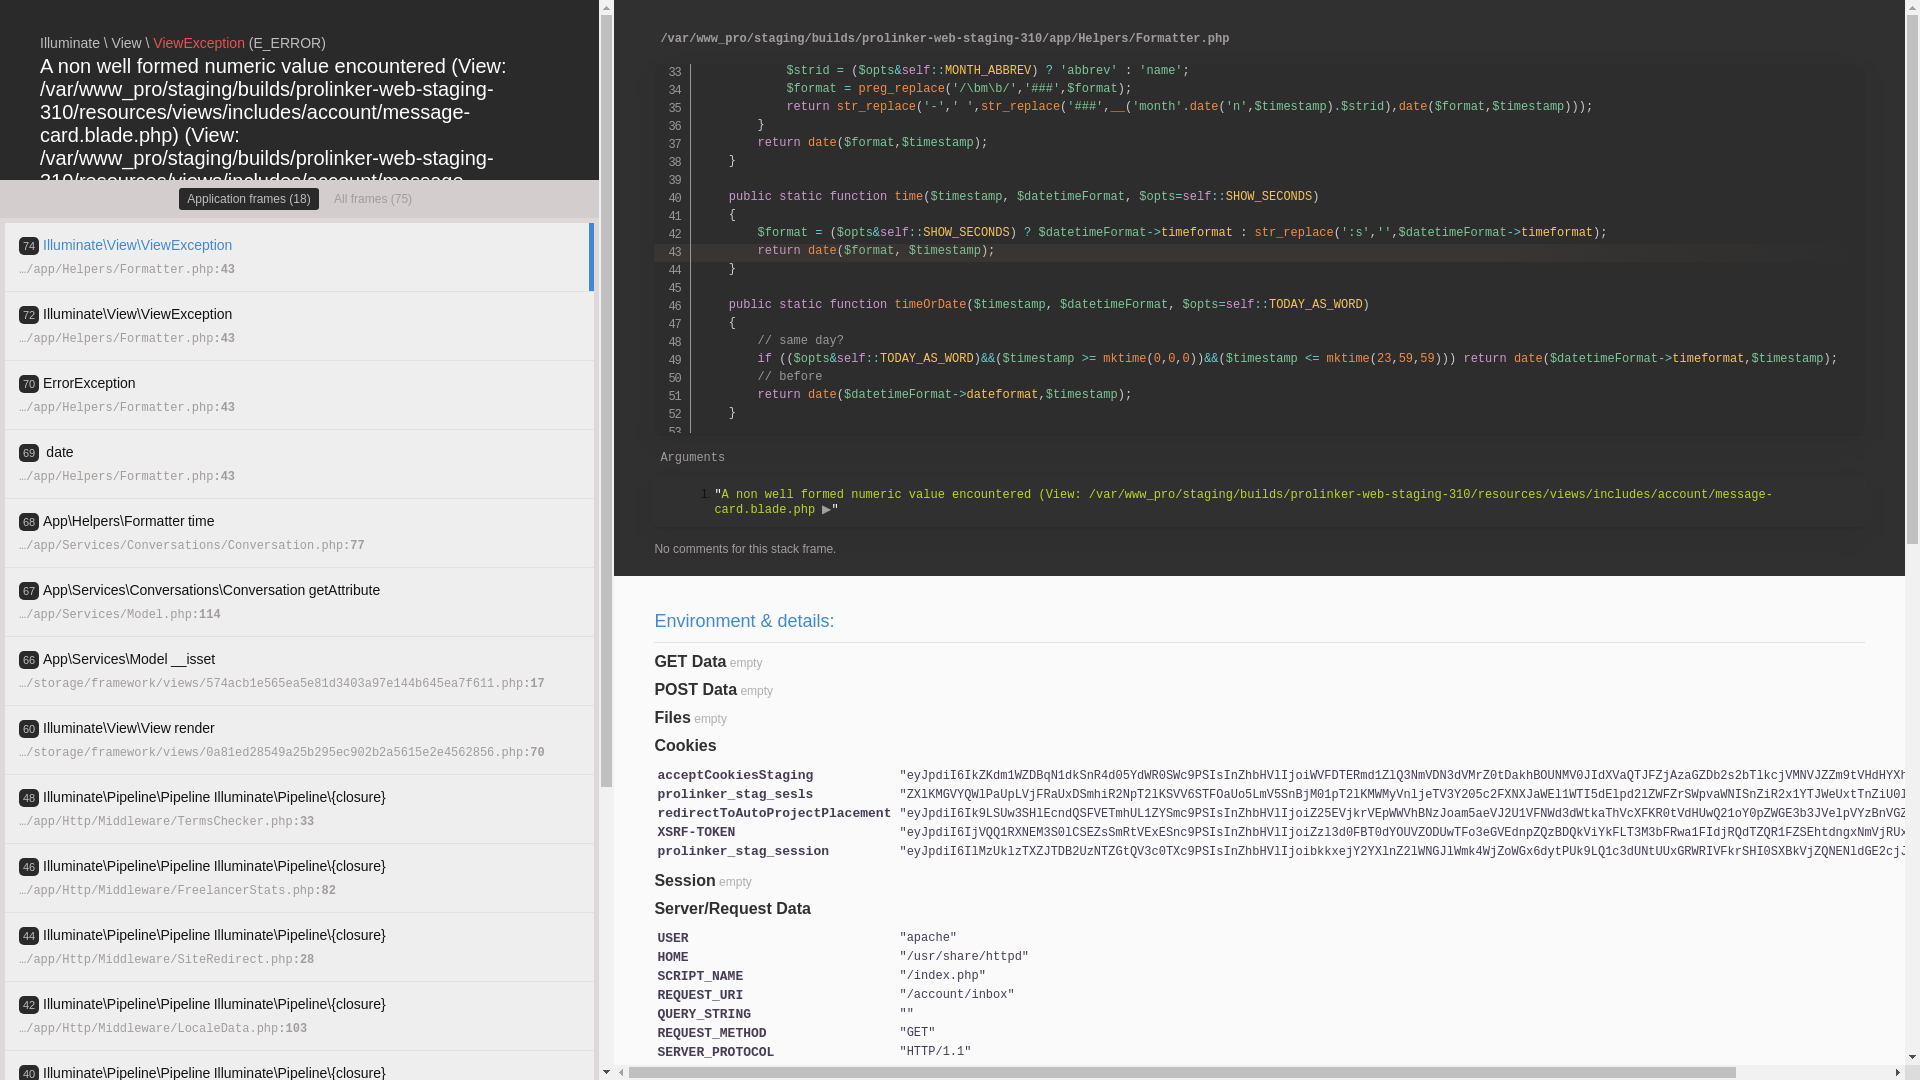 Illuminate \ View \ ViewException (E_ERROR)
A non well formed numeric value encountered (View:
/var/www_pro/staging/builds/prolinker-web-staging-
310/resources/views/includes/account/message-
card.blade.php) (View:
/var/www_pro/staging/builds/prolinker-web-staging-
310/resources/views/includes/account/message-
Application frames (18) All frames (75)
74 Illuminate\View\ViewException
…/app/Helpers/Formatter.php:43
72 Illuminate\View\ViewException
…/app/Helpers/Formatter.php:43
70 ErrorException
…/app/Helpers/Formatter.php:43
69 date
…/app/Helpers/Formatter.php:43
68 App\Helpers\Formatter time
…/app/Services/Conversations/Conversation.php:77
67 App\Services\Conversations\Conversation getAttribute
…/app/Services/Model.php:114
66 App\Services\Model __isset
…/storage/framework/views/574acb1e565ea5e81d3403a97e144b645ea7f611.php:17
60 Illuminate\View\View render
…/storage/framework/views/0a81ed28549a25b295ec902b2a5615e2e4562856.php:70
48 Illuminate\Pipeline\Pipeline Illuminate\Pipeline\{closure}
…/app/Http/Middleware/TermsChecker.php:33
46 Illuminate\Pipeline\Pipeline Illuminate\Pipeline\{closure}
…/app/Http/Middleware/FreelancerStats.php:82
44 Illuminate\Pipeline\Pipeline Illuminate\Pipeline\{closure}
…/app/Http/Middleware/SiteRedirect.php:28
42 Illuminate\Pipeline\Pipeline Illuminate\Pipeline\{closure}
…/app/Http/Middleware/LocaleData.php:103
40 Illuminate\Pipeline\Pipeline Illuminate\Pipeline\{closure}
/var/www_pro/staging/builds/prolinker-web-staging-310/app/Helpers/Formatter.php
33 $strid = ($opts&self::MONTH_ABBREV) ? 'abbrev' : 'name';
34 $format = preg_replace('/\bm\b/','###',$format);
35 return str_replace('-',' ',str_replace('###',__('month'.date('n',$timestamp).$strid),date($format,$timestamp)));
36 }
37 return date($format,$timestamp);
38 }
39
40 public static function time($timestamp, $datetimeFormat, $opts=self::SHOW_SECONDS)
41 {
42 $format = ($opts&self::SHOW_SECONDS) ? $datetimeFormat->timeformat : str_replace(':s','',$datetimeFormat->timeformat);
43 return date($format, $timestamp);
44 }
45
46 public static function timeOrDate($timestamp, $datetimeFormat, $opts=self::TODAY_AS_WORD)
47 {
48 // same day?
49 if (($opts&self::TODAY_AS_WORD)&&($timestamp >= mktime(0,0,0))&&($timestamp <= mktime(23,59,59))) return date($datetimeFormat->timeformat,$timestamp);
50 // before
51 return date($datetimeFormat->dateformat,$timestamp);
52 }
53
Arguments
1. "A non well formed numeric value encountered (View: /var/www_pro/staging/builds/prolinker-web-staging-310/resources/views/includes/account/message-
card.blade.php ▶"
No comments for this stack frame.
Environment & details:
GET Data empty
POST Data empty
Files empty
Cookies
acceptCookiesStaging
prolinker_stag_sesls
redirectToAutoProjectPlacement
XSRF-TOKEN
prolinker_stag_session
Session empty
Server/Request Data
USER "apache"
HOME "/usr/share/httpd"
SCRIPT_NAME "/index.php"
REQUEST_URI "/account/inbox"
QUERY_STRING ""
REQUEST_METHOD "GET"
SERVER_PROTOCOL "HTTP/1.1"